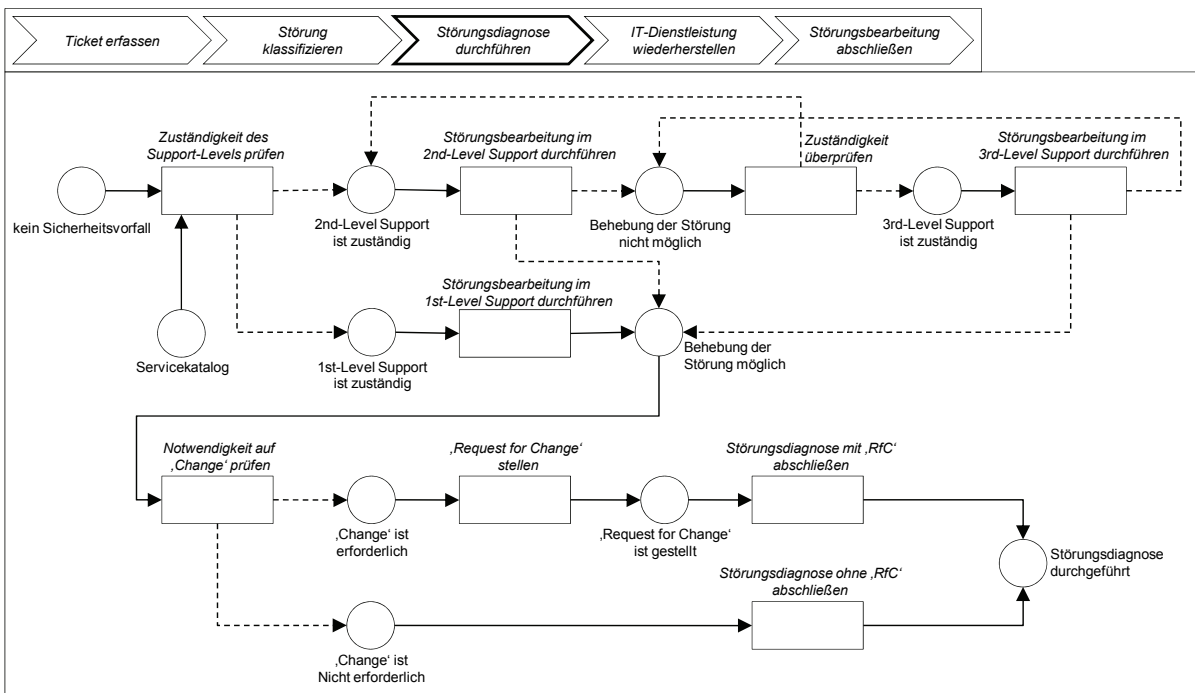 Ticket erfassen
Störung
klassifizieren
Störungsdiagnose
durchführen
IT-Dienstleistung
wiederherstellen
Störungsbearbeitung
abschließen
Zuständigkeit des
Support-Levels prüfen
Störungsbearbeitung im
2nd-Level Support durchführen
Zuständigkeit
überprüfen
Störungsbearbeitung im
3rd-Level Support durchführen
kein Sicherheitsvorfall
2nd-Level Support
ist zuständig
Behebung der Störung
nicht möglich
3rd-Level Support
ist zuständig
Störungsbearbeitung im
1st-Level Support durchführen
Servicekatalog
1st-Level Support
ist zuständig
Behebung der
Störung möglich
Notwendigkeit auf
‚Change‘ prüfen
‚Request for Change‘
stellen
Störungsdiagnose mit ‚RfC‘
abschließen
‚Change‘ ist
erforderlich
‚Request for Change‘
ist gestellt
Störungsdiagnose
durchgeführt
Störungsdiagnose ohne ‚RfC‘
abschließen
‚Change‘ ist
Nicht erforderlich